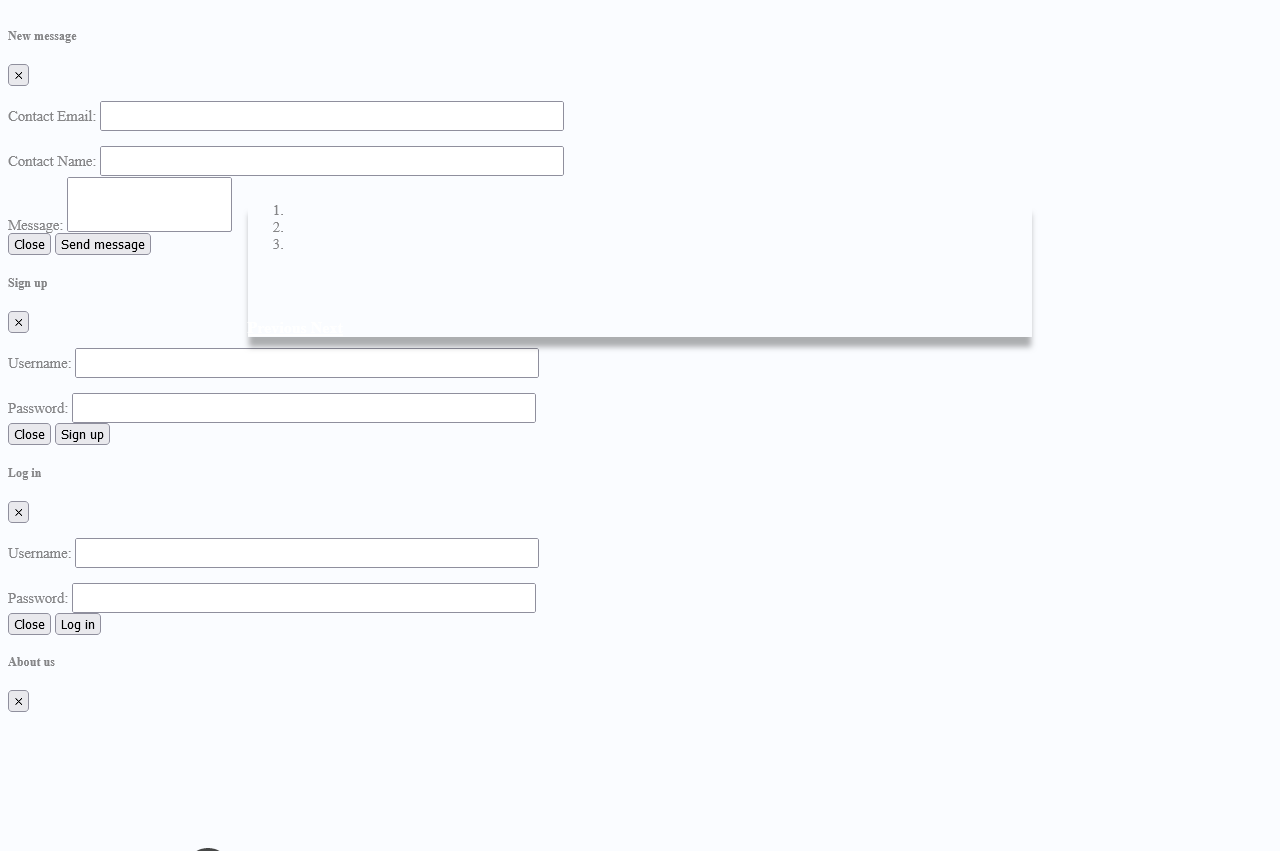 New message
×
Contact Email:
Contact Name:
Message:
Close Send message
1.
2.
3.
Sign up
×
Username:
Password:
Close Sign up
Log in
×
Username:
Password:
Close Log in
About us
×